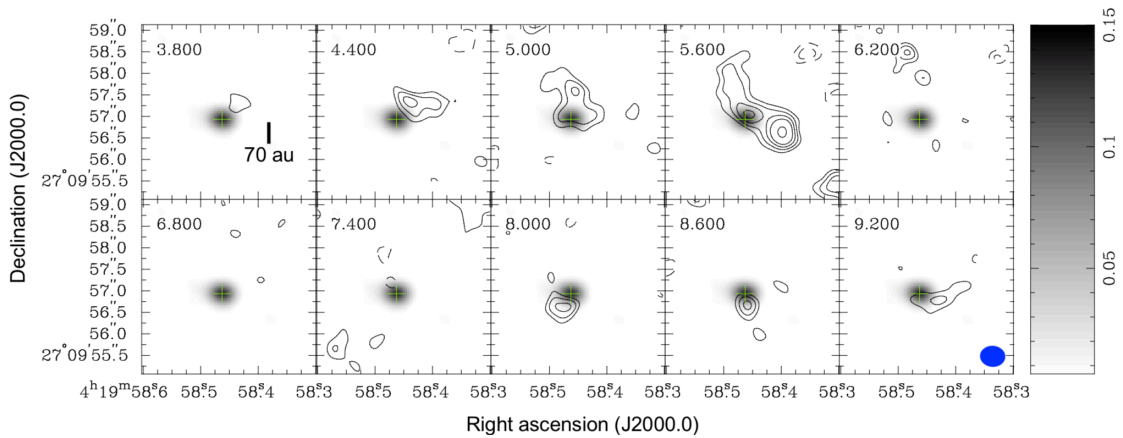 59.″0 3.800 4.400 5.000 5.600 6.200 0.15
58.″5
58.″0
57.″5
57.″0
56.″5
56.″0 70 au 0.1
27°09′55.″5
59.″0 6.800 7.400 8.000 8.600 9.200
58.″5
58.″0
57.″5 0.05
57.″0
56.″5
56.″0
27°09′55.″5
4ʰ19ᵐ58ˢ.6 58ˢ.5 58ˢ.4 58ˢ.3 58ˢ.5 58ˢ.4 58ˢ.3 58ˢ.5 58ˢ.4 58ˢ.3 58ˢ.5 58ˢ.4 58ˢ.3 58ˢ.5 58ˢ.4 58ˢ.3
Declination (J2000.0)
Right ascension (J2000.0)